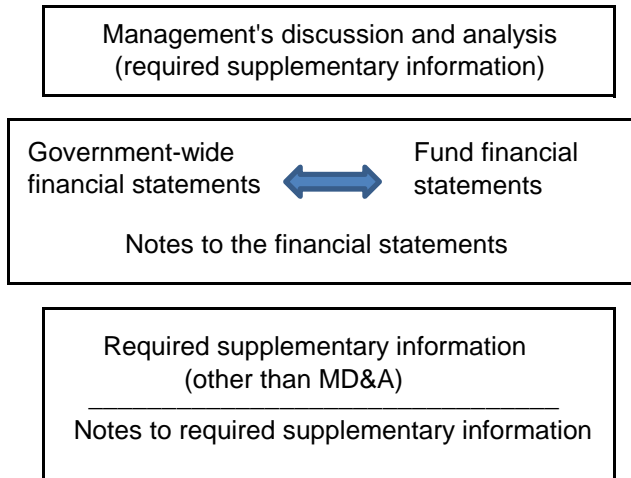 Management's discussion and analysis
(required supplementary information)
Government-wide
financial statements
Fund financial
statements
Notes to the financial statements
Required supplementary information
(other than MD&A)
Notes to required supplementary information